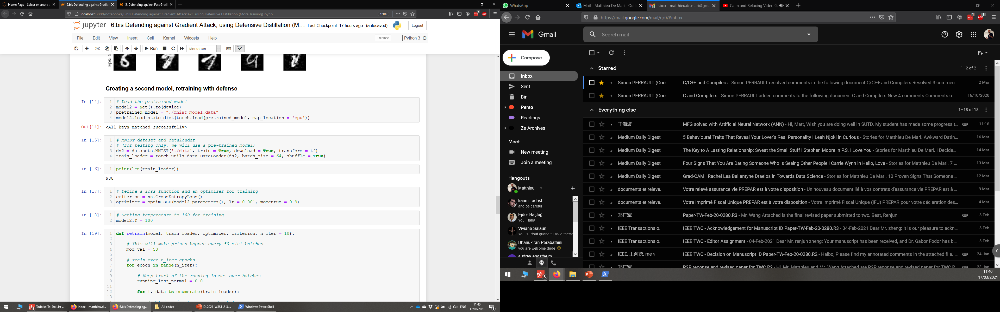 Home Page - Select or create a
6.bis Defending against Gradie
5. Defending against Fast Grad
localhost:8888/notebooks/6.bis Defending against Gradient Attack%2C using Defensive Distillation (More Training).ipynb
120%
jupyter
6.bis Defending against Gradient Attack, using Defensive Distillation (M...
Last Checkpoint: 17 hours ago (autosaved)
Logout
File Edit View Insert Cell Kernel Widgets Help
Trusted
Python 3
Run
Markdown
Eps: 5
Creating a second model, retraining with defense
In [14]:
1 # Load the pretrained model
2 model2 = Net().to(device)
3 pretrained_model = "./mnist_model.data"
4 model2.load_state_dict(torch.load(pretrained_model, map_location = 'cpu'))
Out[14]: <All keys matched successfully>
In [15]:
1 # MNIST dataset and dataloader
2 # (For testing only, we will use a pre-trained model)
3 ds2 = datasets.MNIST('./data', train = True, download = True, transform = tf)
4 train_loader = torch.utils.data.DataLoader(ds2, batch_size = 64, shuffle = True)
In [16]:
1 print(len(train_loader))
938
In [17]:
1 # Define a loss function and an optimizer for training
2 criterion = nn.CrossEntropyLoss()
3 optimizer = optim.SGD(model2.parameters(), lr = 0.001, momentum = 0.9)
In [18]:
1 # Setting temperature to 100 for training
2 model2.T = 100
In [19]:
1 def retrain(model, train_loader, optimizer, criterion, n_iter = 10):
2
3 # This will make prints happen every 50 mini-batches
4 mod_val = 50
5
6 # Train over n_iter epochs
7 for epoch in range(n_iter):
8
9 # Keep track of the running losses over batches
10 running_loss_normal = 0.0
11
12 for i, data in enumerate(train_loader):
13
Todoist: To-Do List ...
Inbox - matthieu.d...
6.bis Defending ag...
All codes
DL2021_W8S1-2-3....
Windows PowerShell
ENG
11:40
17/03/2021
WhatsApp
Mail - Matthieu De Mari - Outl
Inbox - matthieu.de.mari@gma
Calm and Relaxing Video G
https://mail.google.com/mail/u/0/#inbox
Gmail
Search mail
Compose
Inbox
Sent
Bin
Perso
Readings
Ze Archives
Meet
New meeting
Join a meeting
Hangouts
Matthieu
karim Tadrist
and be careful
Ejder Baştuğ
You: Haha
Viviane Salaün
You: surtout quand tu as le theme
Bhanukiran Perabathini
you are welcome dude
audrey angsthelm
Starred
1–2 of 2
Simon PERRAULT (Goo. C/C++ and Compilers - Simon PERRAULT resolved comments in the following document C/C++ and Compilers Resolved 3 commen... 2 Mar
Simon PERRAULT (Goo. C and Compilers - Simon PERRAULT added comments to the following document C and Compilers New 4 comments Comments o... 16/10/2020
Everything else
1–18 of 18
王海波 MFG solved with Artificial Neural Network (ANN) - Hi, Matt, Wish you are doing well in SUTD. My student has made some progress t... 11:18
Medium Daily Digest 5 Behavioural Traits That Reveal Your Lover's Real Personality | Leah Njoki in Curious - Stories for Matthieu De Mari. Awkward Datin... 16 Mar
Medium Daily Digest The Key to A Lasting Relationship: Sweat the Small Stuff | Stephen Moore in P.S. I Love You - Stories for Matthieu De Mari. I Decide... 14 Mar
Medium Daily Digest Four Signs That You Are Dating Someone Who is Seeing Other People | Carrie Wynn in Hello, Love - Stories for Matthieu De Mari. 7 ... 13 Mar
Medium Daily Digest Grad-CAM | Rachel Lea Ballantyne Draelos in Towards Data Science - Stories for Matthieu De Mari. 10 Proven Signs That Someone ... 12 Mar
documents et releve. Votre relevé assurance vie PREPAR est à votre disposition - Un nouveau document lié à vos contrats d'assurance vie PREPAR est à ... 9 Mar
documents et releve. Votre Imprimé Fiscal Unique PREPAR est à votre disposition - Votre Imprimé Fiscal Unique (IFU) PREPAR pour votre déclaration des... 4 Mar
郑仁军 Paper-TW-Feb-20-0280.R3 - Mr. Wang Attached is the final revised paper submitted to twc. Best, Renjun 5 Feb
IEEE Transactions o. IEEE TWC - Acknowledgement for Manuscript ID Paper-TW-Feb-20-0280.R3 - 04-Feb-2021 Dear Mr. zheng: It is our pleasure to ackn... 5 Feb
IEEE Transactions o. IEEE TWC - Editor Assignment - 04-Feb-2021 Dear Mr. renjun zheng: Your manuscript has been received, and Dr. Gabor Fodor has b... 5 Feb
IEEE, 王海波, me 9 IEEE TWC - Decision on Manuscript ID Paper-TW-Feb-20-0280.R2 - Haibo, Please find my annotated comments in the attached file. ... 24 Jan
郑仁军 P2P reponse and revised paper for TWC R2 - Hi, Mr. Matthieu and Mr. Wang Attached are P2P reponse and revised paper for TWC R... 23 Jan
8
11:40
17/03/2021